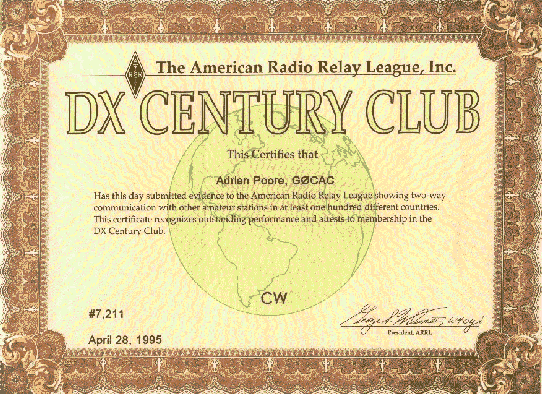 The American Radio Relay League, Inc.
DX CENTURY CLUB
This Certifies that
Adrien Poore, GØCAC
Has this day submitted evidence to the American Radio Relay League showing two-way
communication with other amateur stations in at least one hundred different countries.
This certificate recognizes outstanding performance and attests to membership in the
DX Century Club.
CW
#7,211
President, ARRL
April 28, 1995